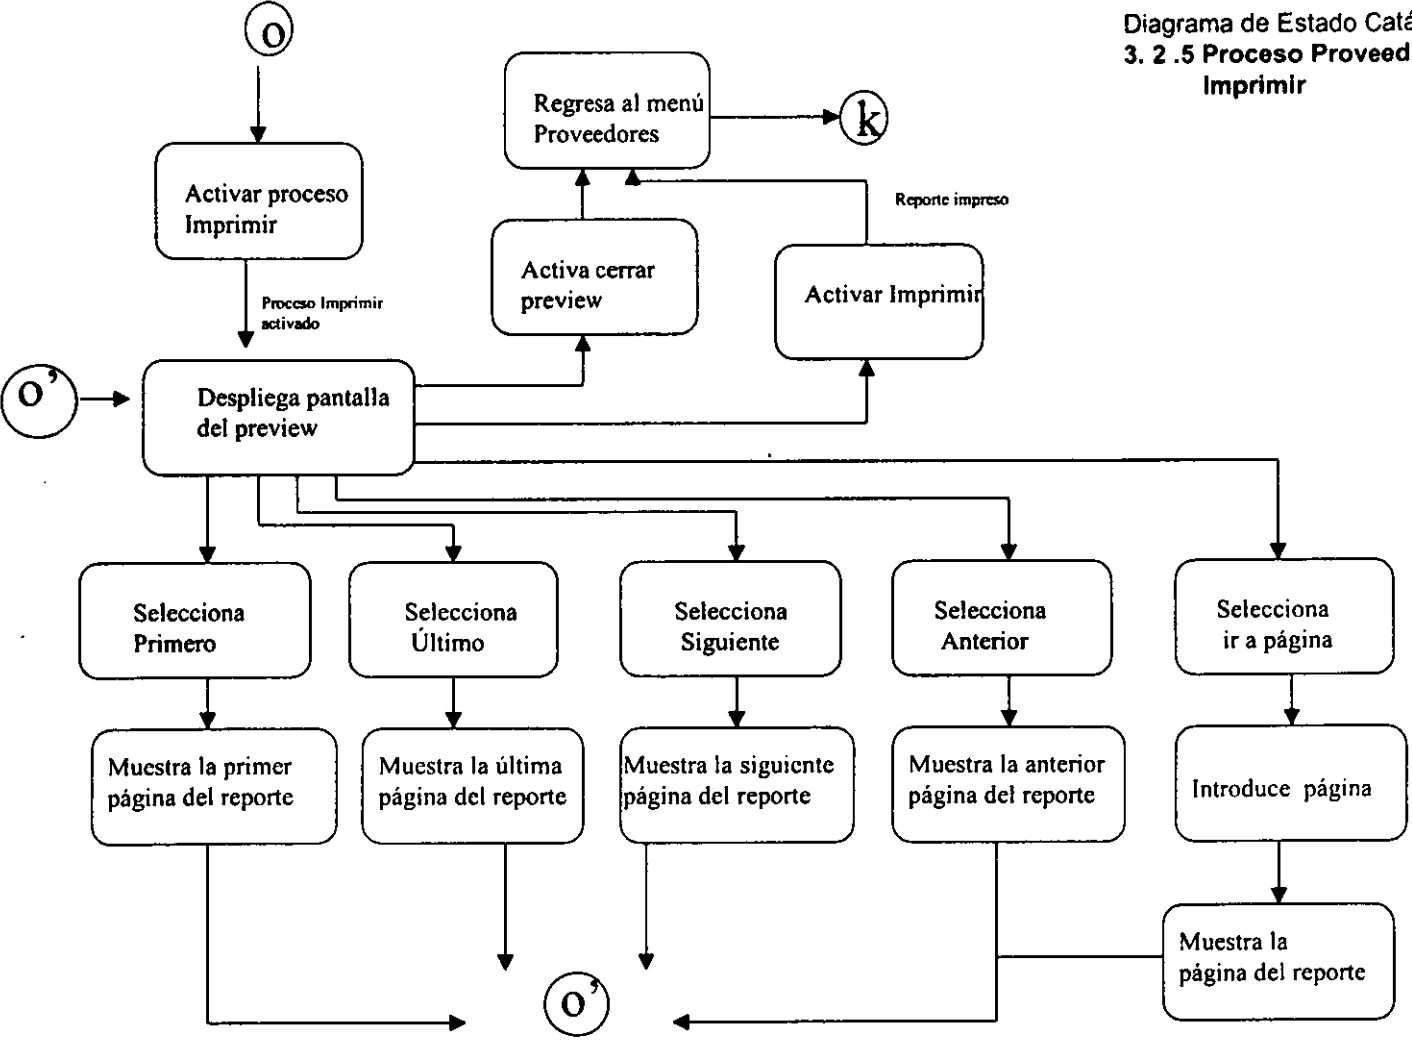 Diagrama de Estado Catá
3. 2 .5 Proceso Proveed
Imprimir
o
Regresa al menú
Proveedores
k
Activar proceso
Imprimir
Reporte impreso
Activa cerrar
preview
Activar Imprimir
Proceso Imprimir
activado
o'
Despliega pantalla
del preview
Selecciona
Primero
Selecciona
Último
Selecciona
Siguiente
Selecciona
Anterior
Selecciona
ir a página
Muestra la primer
página del reporte
Muestra la última
página del reporte
Muestra la siguiente
página del reporte
Muestra la anterior
página del reporte
Introduce página
Muestra la
página del reporte
o'